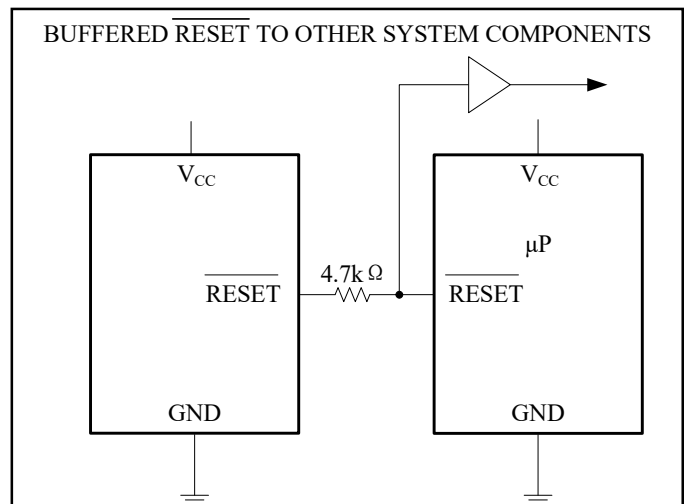 BUFFERED RESET TO OTHER SYSTEM COMPONENTS
VCC
VCC
μP
4.7k Ω
RESET
RESET
GND
GND